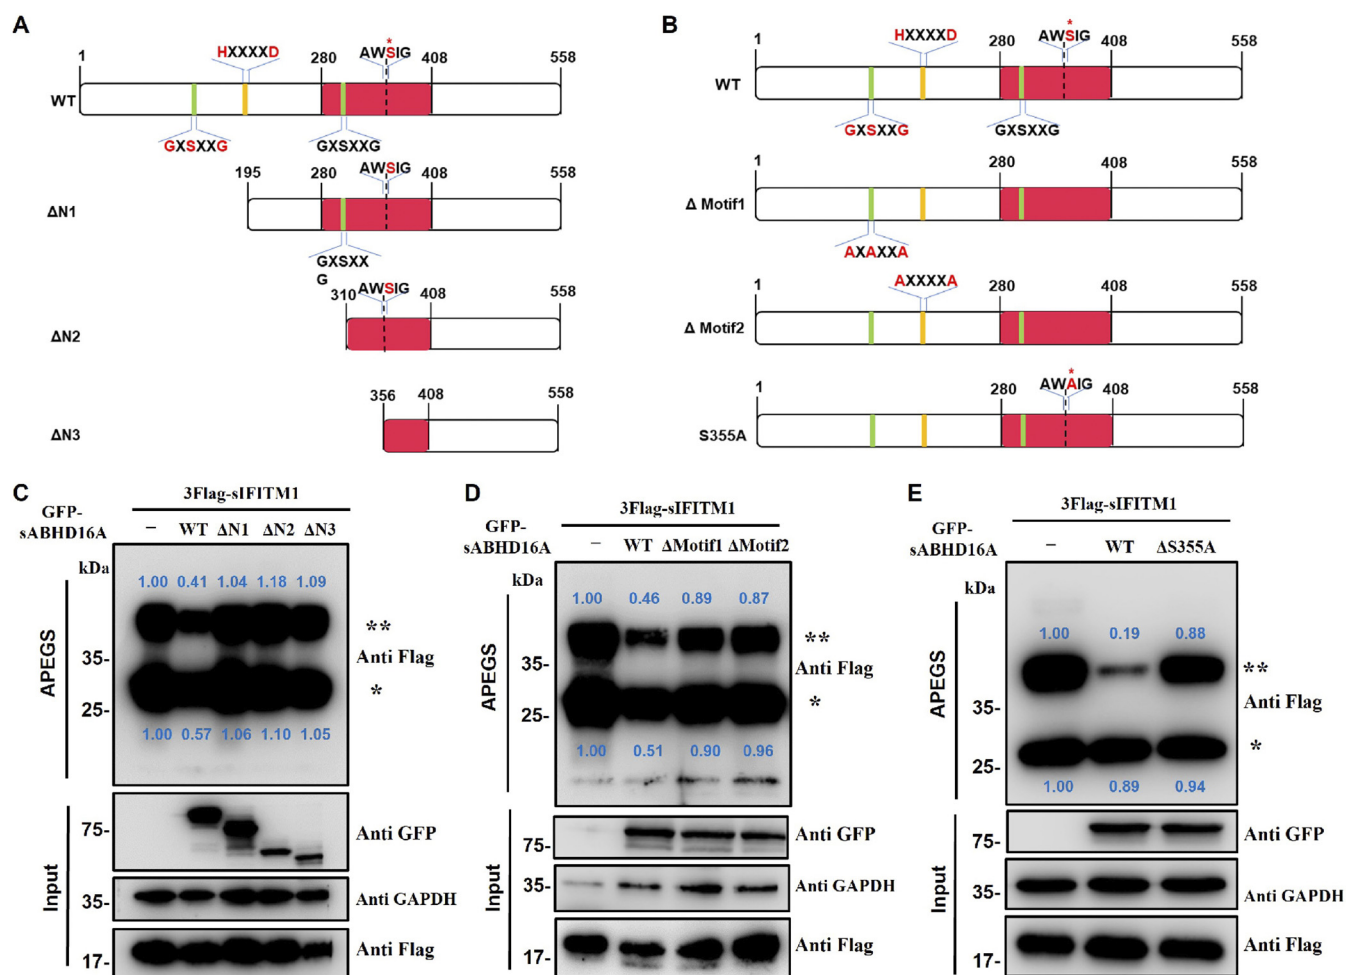 A
1
HXXXXD
280
*
AWSIG
408
558
WT
GXSXXG
GXSXXG
195
280
AWSIG
408
558
ΔN1
GXSXX
G
310
AWSIG
408
558
ΔN2
356
408
558
ΔN3
B
1
HXXXXD
280
*
AWSIG
408
558
WT
GXSXXG
GXSXXG
1
280
408
558
Δ Motif1
AXAXXA
1
AXXXXA
280
408
558
Δ Motif2
1
280
*
AWAIG
408
558
S355A
C
3Flag-sIFITM1
GFP-
sABHD16A
– WT ΔN1 ΔN2 ΔN3
kDa
1.00 0.41 1.04 1.18 1.09
**
35-
Anti Flag
*
25-
1.00 0.57 1.06 1.10 1.05
APEGS
75-
Anti GFP
35-
Anti GAPDH
17-
Anti Flag
Input
D
3Flag-sIFITM1
GFP-
sABHD16A
– WT ΔMotif1 ΔMotif2
kDa
1.00 0.46 0.89 0.87
**
35-
Anti Flag
*
25-
1.00 0.51 0.90 0.96
APEGS
75-
Anti GFP
35-
Anti GAPDH
17-
Anti Flag
Input
E
3Flag-sIFITM1
GFP-
sABHD16A
– WT ΔS355A
kDa
1.00 0.19 0.88
**
35-
Anti Flag
*
25-
1.00 0.89 0.94
APEGS
75-
Anti GFP
35-
Anti GAPDH
17-
Anti Flag
Input